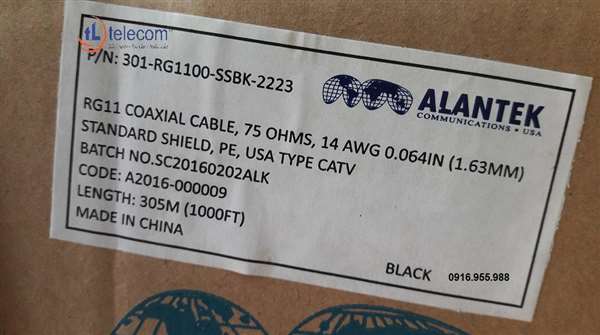 tL telecom
P/N: 301-RG1100-SSBK-2223
ALANTEK
COMMUNICATIONS - USA
RG11 COAXIAL CABLE, 75 OHMS, 14 AWG 0.064IN (1.63MM)
STANDARD SHIELD, PE, USA TYPE CATV
BATCH NO.SC20160202ALK
CODE: A2016-000009
LENGTH: 305M (1000FT)
MADE IN CHINA
BLACK 0916.955.988